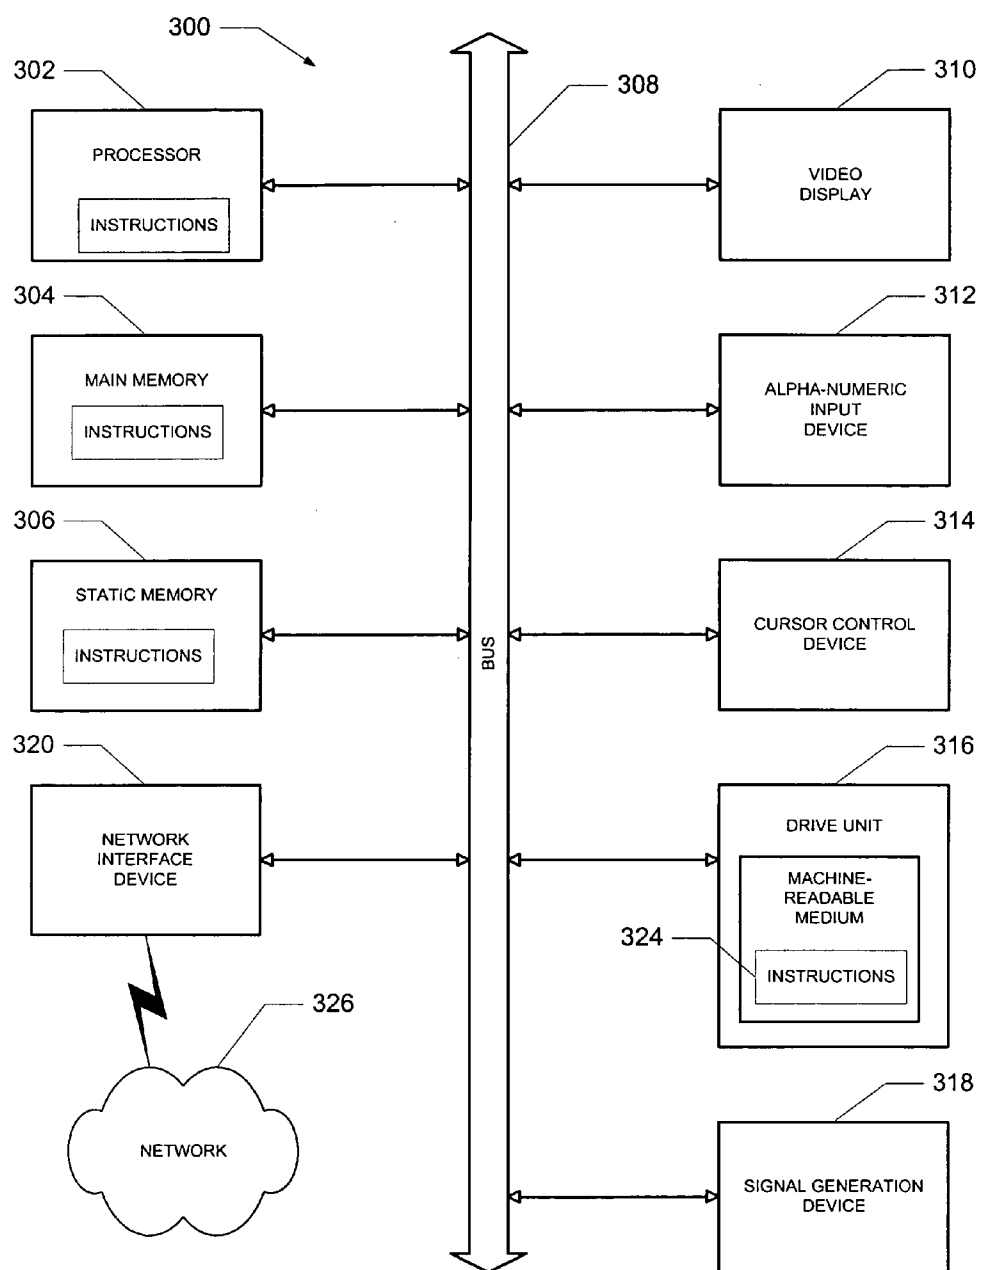 300
302
PROCESSOR
INSTRUCTIONS
304
MAIN MEMORY
INSTRUCTIONS
306
STATIC MEMORY
INSTRUCTIONS
320
NETWORK
INTERFACE
DEVICE
326
NETWORK
308
BUS
310
VIDEO
DISPLAY
312
ALPHA-NUMERIC
INPUT
DEVICE
314
CURSOR CONTROL
DEVICE
316
DRIVE UNIT
MACHINE-
READABLE
MEDIUM
324
INSTRUCTIONS
318
SIGNAL GENERATION
DEVICE